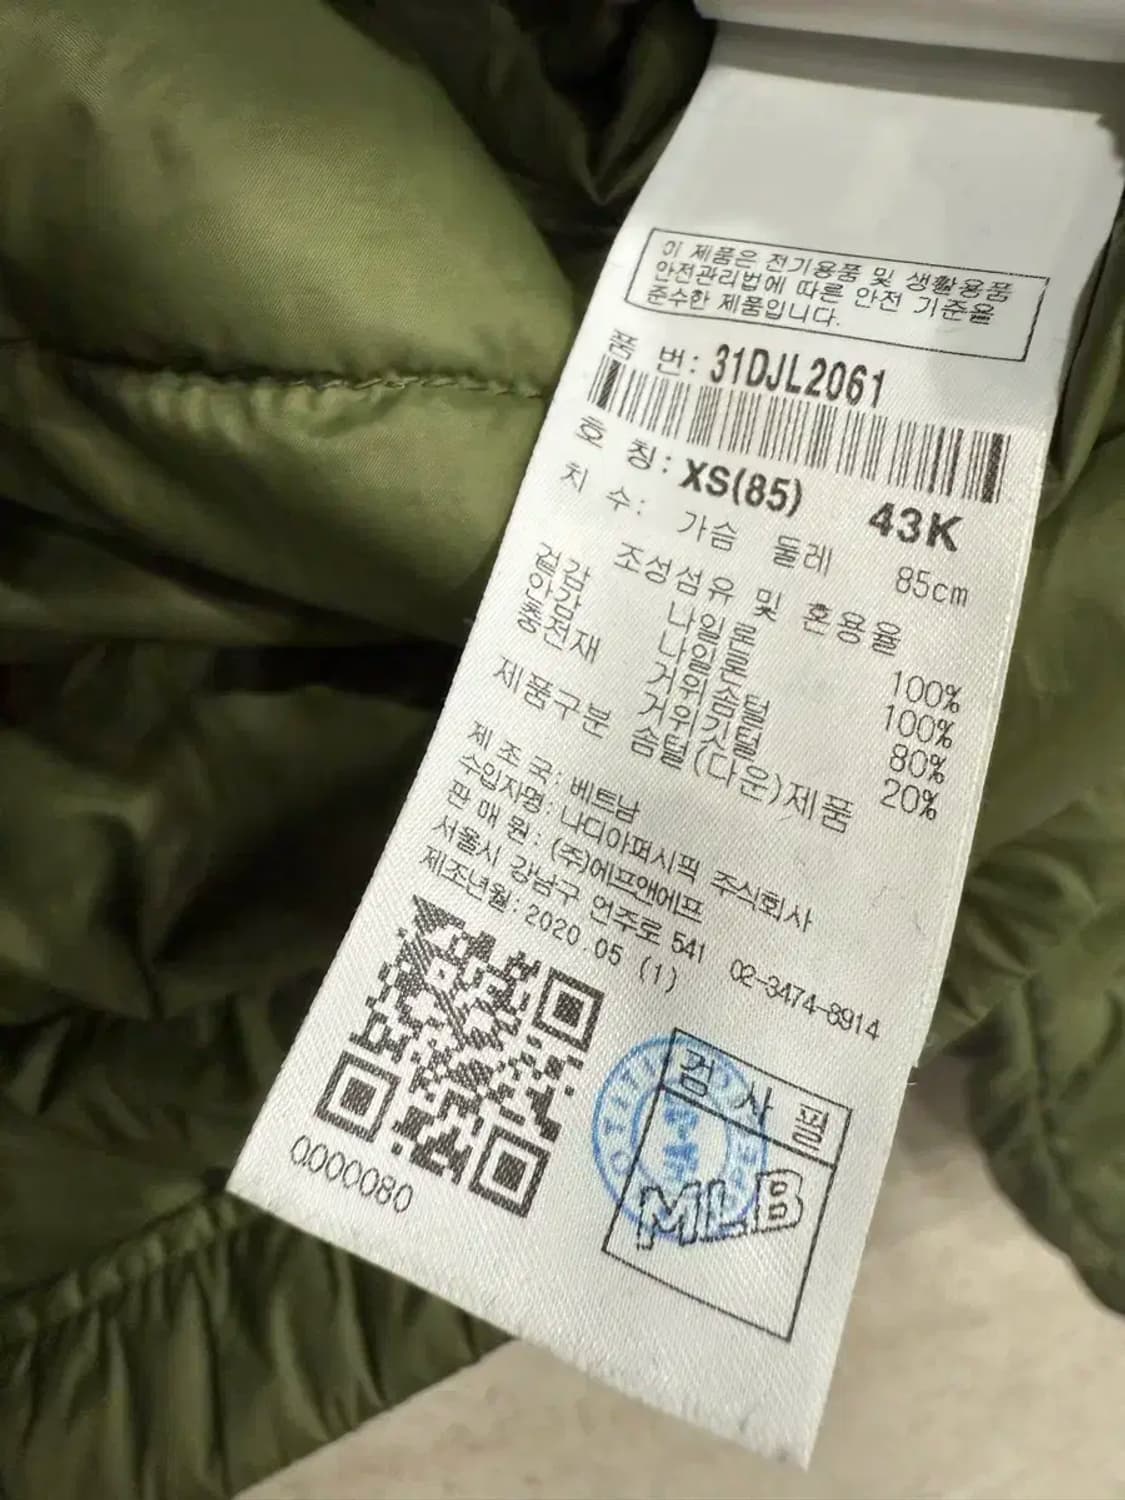 이 제품은 전기용품 및 생활용품
안전관리법에 따른 안전 기준을
준수한 제품입니다.
품 번: 31DJL2061
호 칭: XS(85) 43K
치 수: 가슴 둘레 85cm
조성섬유 및 혼용율
겉감 나일론 100%
안감 나일론 100%
충전재 거위솜털 80%
거위깃털 20%
제품구분 솜털(다운)제품
제 조 국: 베트남
수입자명: 나디아퍼시픽 주식회사
판 매 원: (주)에프앤에프
서울시 강남구 언주로 541 02-3474-8914
제조년월: 2020.05 (1)
0000080
검 사 필
MLB